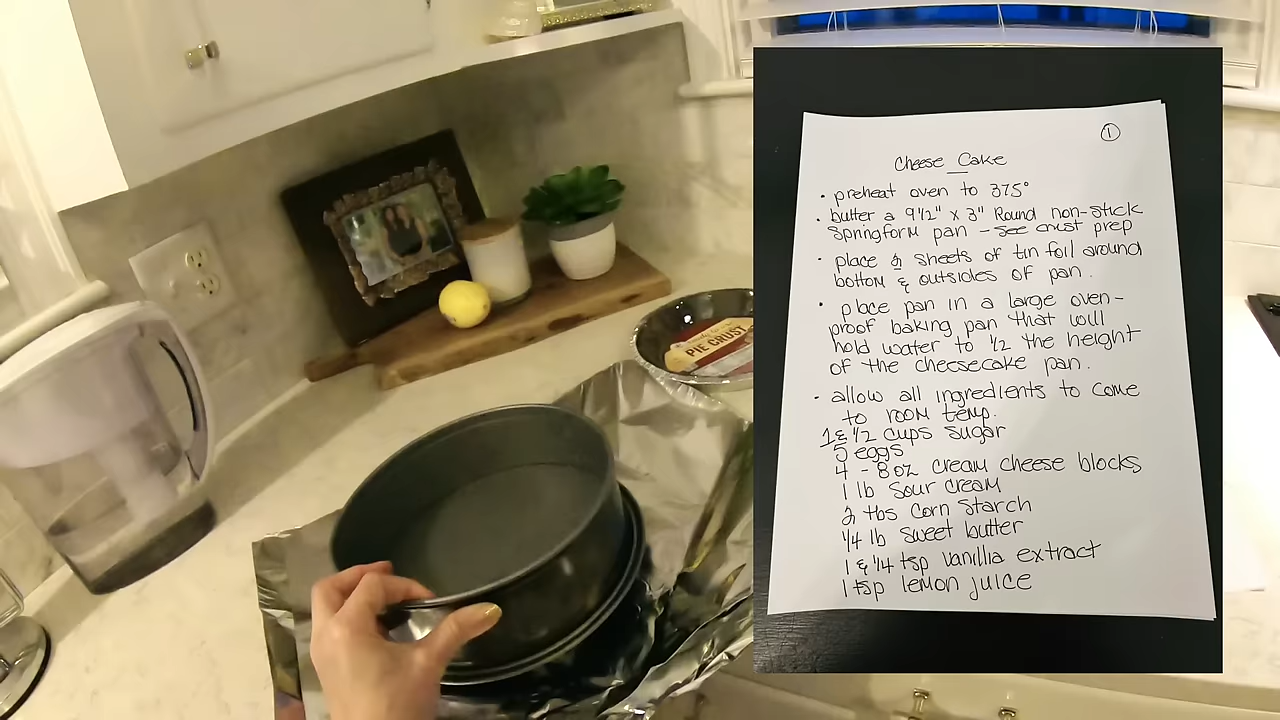 PIE CRUST
1
Cheese Cake
• preheat oven to 375°
• butter a 9 1/2" x 3" Round non-stick
springform pan - see crust prep
• place 2 sheets of tin foil around
bottom & outsides of pan.
• place pan in a large oven-
proof baking pan that will
hold water to 1/2 the height
of the cheesecake pan.
• allow all ingredients to come
to room temp.
1 & 1/2 cups sugar
5 eggs
4 - 8oz cream cheese blocks
1 lb sour cream
2 tbs corn starch
1/4 lb sweet butter
1 & 1/4 tsp vanilla extract
1 tsp lemon juice